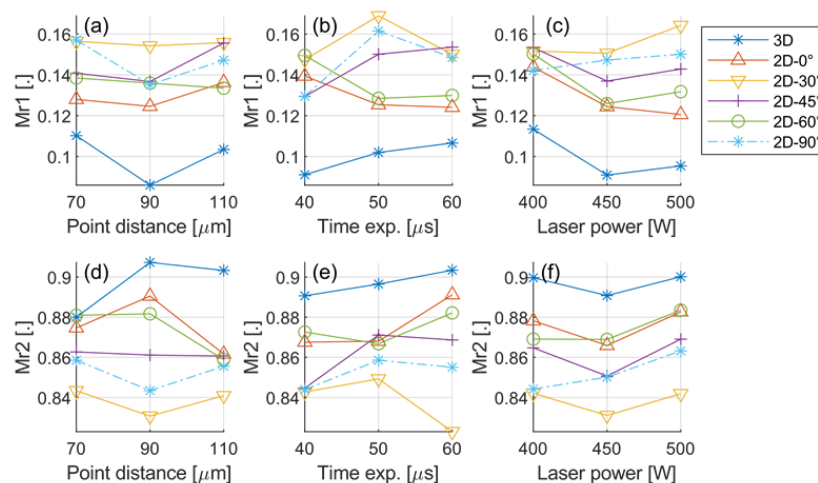 (a) (b) (c)
0.16 0.16 0.16
0.14 0.14 0.14
0.12 0.12 0.12
0.1 0.1 0.1
Mr1 [.] Mr1 [.] Mr1 [.]
70 90 110 40 50 60 400 450 500
Point distance [μm] Time exp. [μs] Laser power [W]
3D
2D-0°
2D-30°
2D-45°
2D-60°
2D-90°
(d) (e) (f)
0.9 0.9 0.9
0.88 0.88 0.88
0.86 0.86 0.86
0.84 0.84 0.84
Mr2 [.] Mr2 [.] Mr2 [.]
70 90 110 40 50 60 400 450 500
Point distance [μm] Time exp. [μs] Laser power [W]